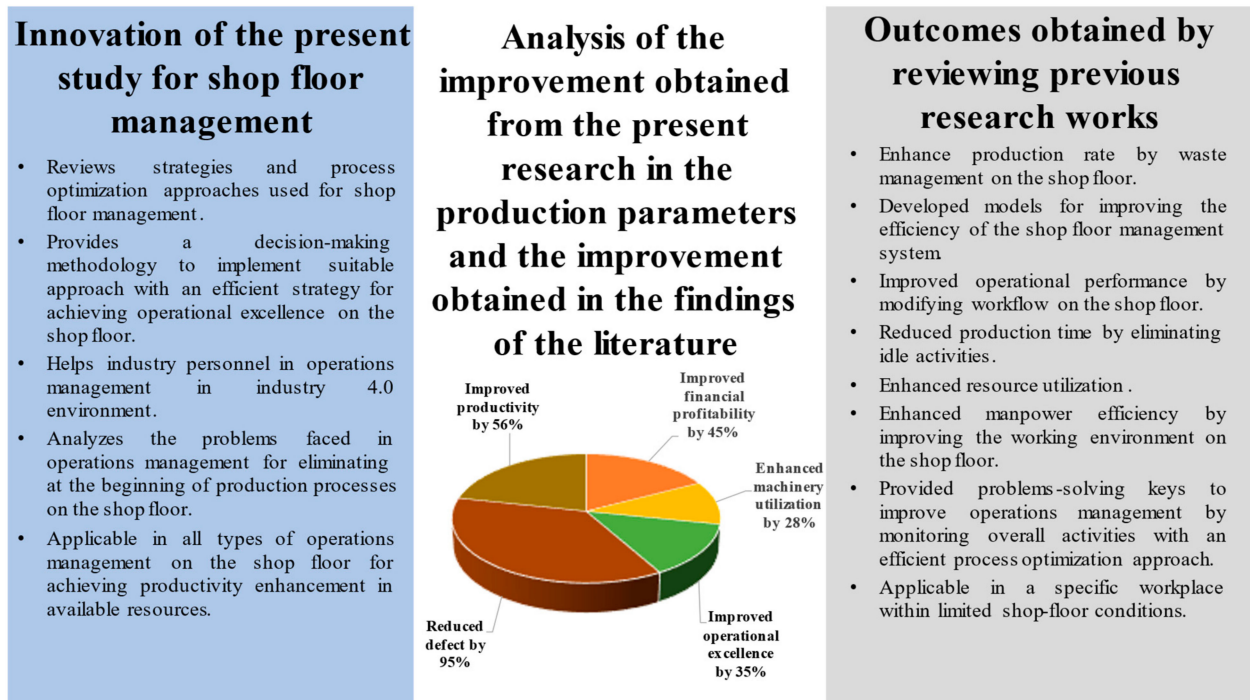 Innovation of the present
study for shop floor
management
• Reviews strategies and process
optimization approaches used for shop
floor management.
• Provides a decision-making
methodology to implement suitable
approach with an efficient strategy for
achieving operational excellence on the
shop floor.
• Helps industry personnel in operations
management in industry 4.0
environment.
• Analyzes the problems faced in
operations management for eliminating
at the beginning of production processes
on the shop floor.
• Applicable in all types of operations
management on the shop floor for
achieving productivity enhancement in
available resources.
Analysis of the
improvement obtained
from the present
research in the
production parameters
and the improvement
obtained in the findings
of the literature
Improved
productivity
by 56%
Improved
financial
profitability
by 45%
Enhanced
machinery
utilization
by 28%
Improved
operational
excellence
by 35%
Reduced
defect by
95%
Outcomes obtained by
reviewing previous
research works
• Enhance production rate by waste
management on the shop floor.
• Developed models for improving the
efficiency of the shop floor management
system.
• Improved operational performance by
modifying workflow on the shop floor.
• Reduced production time by eliminating
idle activities.
• Enhanced resource utilization .
• Enhanced manpower efficiency by
improving the working environment on
the shop floor.
• Provided problems-solving keys to
improve operations management by
monitoring overall activities with an
efficient process optimization approach.
• Applicable in a specific workplace
within limited shop-floor conditions.